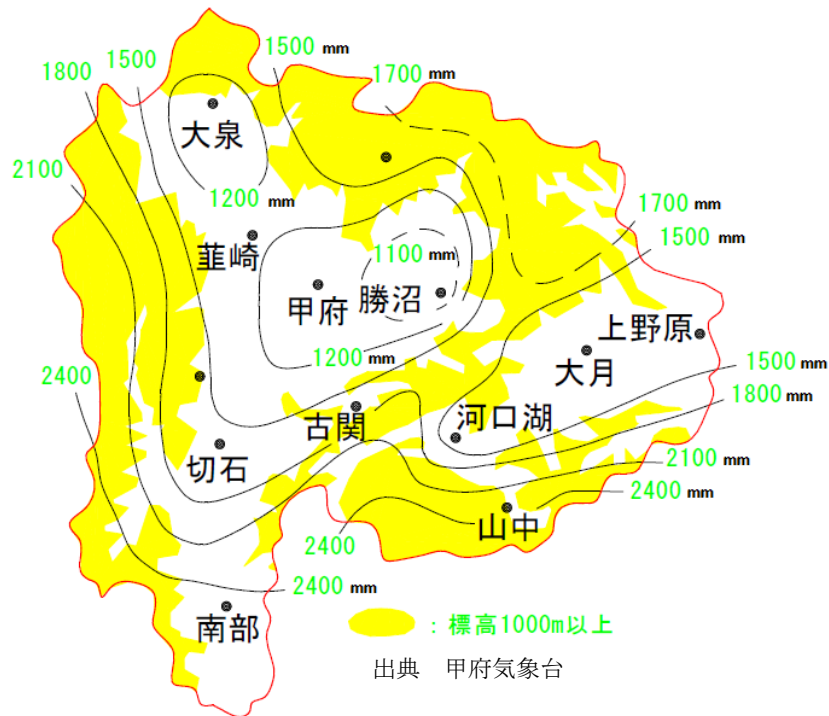 1500 mm
1800
1500
1700 mm
大泉
2100
1200 mm
1700 mm
1500 mm
韮崎
1100 mm
甲府
勝沼
上野原
大月
1200 mm
1500 mm
2400
1800 mm
古関
河口湖
切石
2100 mm
2400 mm
山中
2400
2400 mm
南部
: 標高1000m以上
出典 甲府気象台